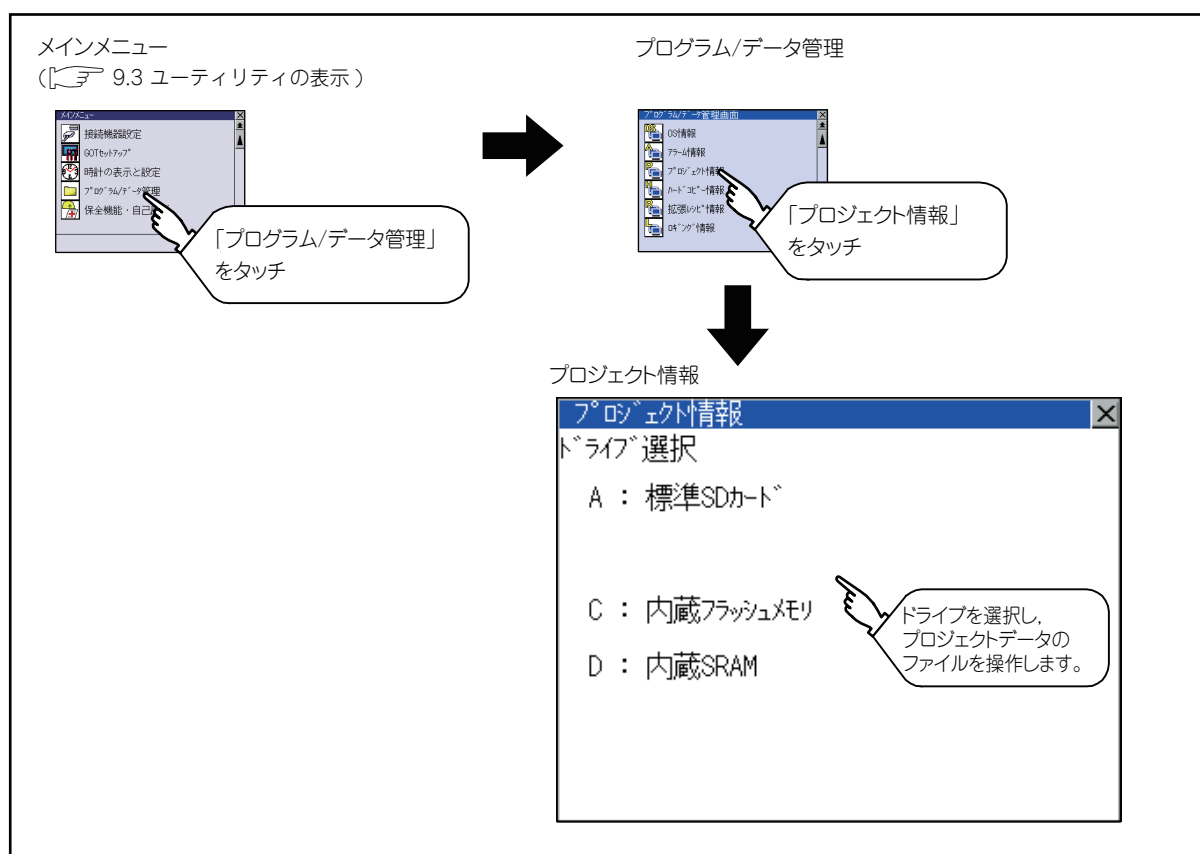 メインメニュー
(☞ 9.3 ユーティリティの表示 )
メインメニュー
接続機器設定
GOTセットアップ
時計の表示と設定
プログラム/データ管理
保全機能・自己
「プログラム/データ管理」
をタッチ
プログラム/データ管理
プログラム/データ管理画面
OS情報
アラーム情報
プロジェクト情報
ハードコピー情報
拡張レシピ情報
ロギング情報
「プロジェクト情報」
をタッチ
プロジェクト情報
プロジェクト情報
ドライブ選択
A : 標準SDカード
C : 内蔵フラッシュメモリ
D : 内蔵SRAM
ドライブを選択し,
プロジェクトデータの
ファイルを操作します。